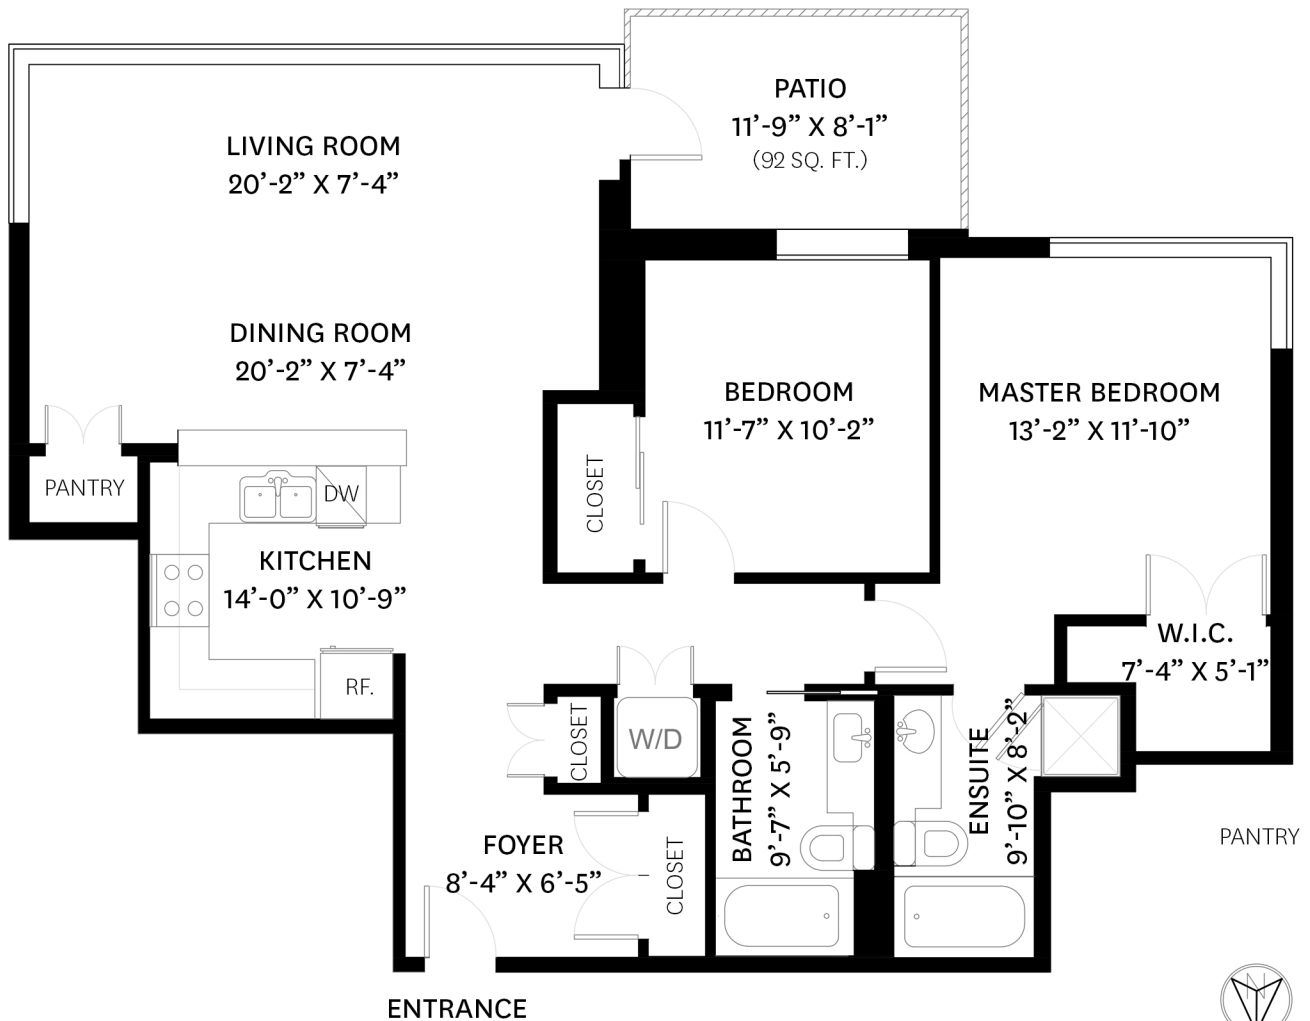 PATIO
11’-9” X 8’-1”
(92 SQ. FT.)
LIVING ROOM
20’-2” X 7’-4”
DINING ROOM
20’-2” X 7’-4”
BEDROOM
11’-7” X 10’-2”
MASTER BEDROOM
13’-2” X 11’-10”
PANTRY
DW
CLOSET
KITCHEN
14’-0” X 10’-9”
W.I.C.
7’-4” X 5’-1”
RF.
CLOSET
W/D
BATHROOM
9’-7” X 5’-9”
ENSUITE
9’-10” X 8’-2”
FOYER
8’-4” X 6’-5”
CLOSET
PANTRY
ENTRANCE
N